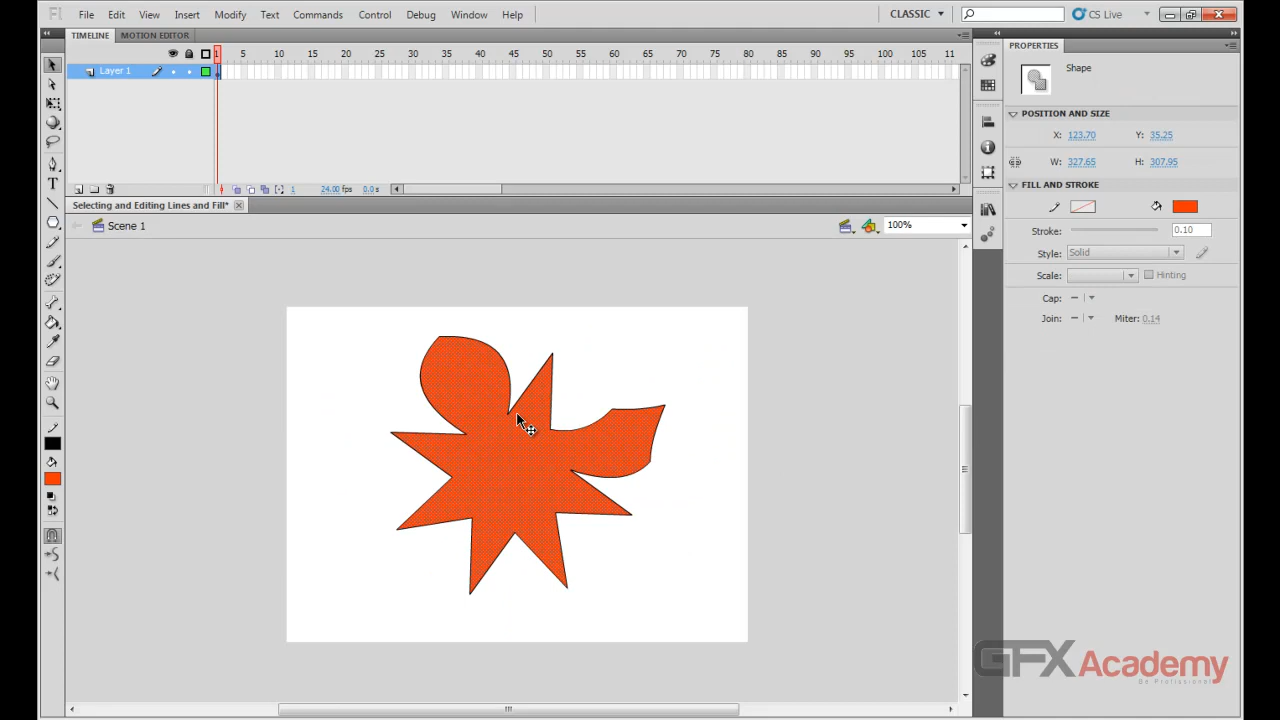 Fl File Edit View Insert Modify Text Commands Control Debug Window Help CLASSIC CS Live
TIMELINE MOTION EDITOR
1 5 10 15 20 25 30 35 40 45 50 55 60 65 70 75 80 85 90 95 100 105 11
Layer 1
1 24.00 fps 0.0 s
Selecting and Editing Lines and Fill*
Scene 1 100%
PROPERTIES
Shape
POSITION AND SIZE
X: 123.70 Y: 35.25
W: 327.65 H: 307.95
FILL AND STROKE
Stroke: 0.10
Style: Solid
Scale: Hinting
Cap:
Join: Miter: 0.14
GFX Academy
Be Professional